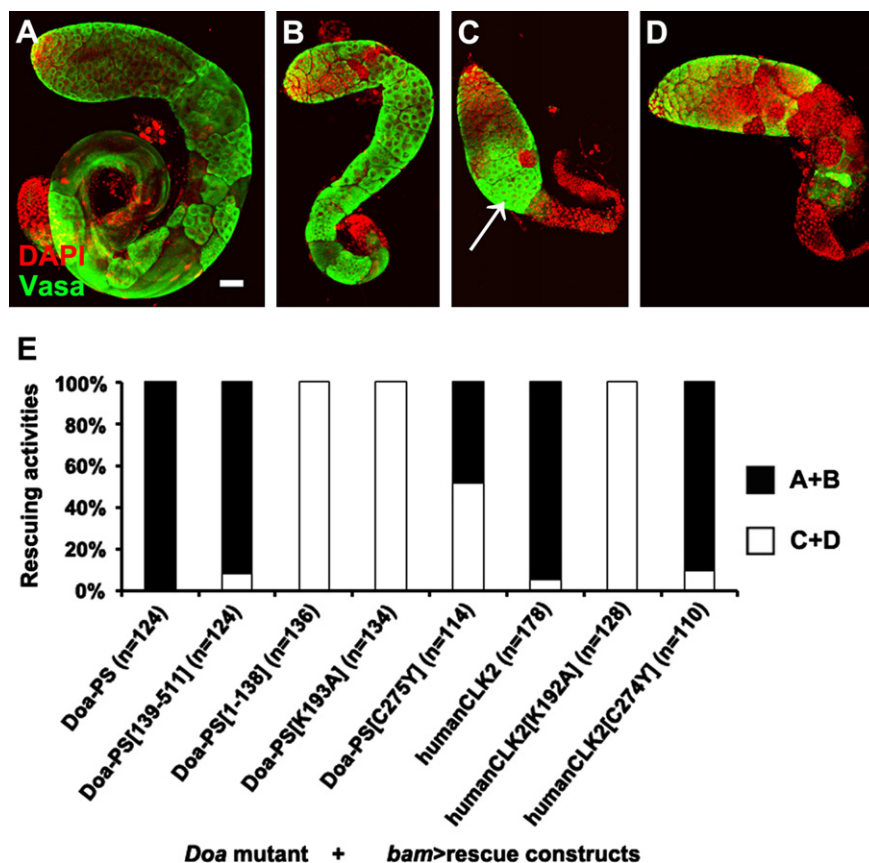 A
B
C
D
DAPI
Vasa
E
Rescuing activities
100%
80%
60%
40%
20%
0%
A+B
C+D
Doa-PS (n=124)
Doa-PS[139-511] (n=124)
Doa-PS[1-138] (n=136)
Doa-PS[K193A] (n=134)
Doa-PS[C275Y] (n=114)
humanCLK2 (n=178)
humanCLK2[K192A] (n=128)
humanCLK2[C274Y] (n=110)
Doa mutant + bam>rescue constructs